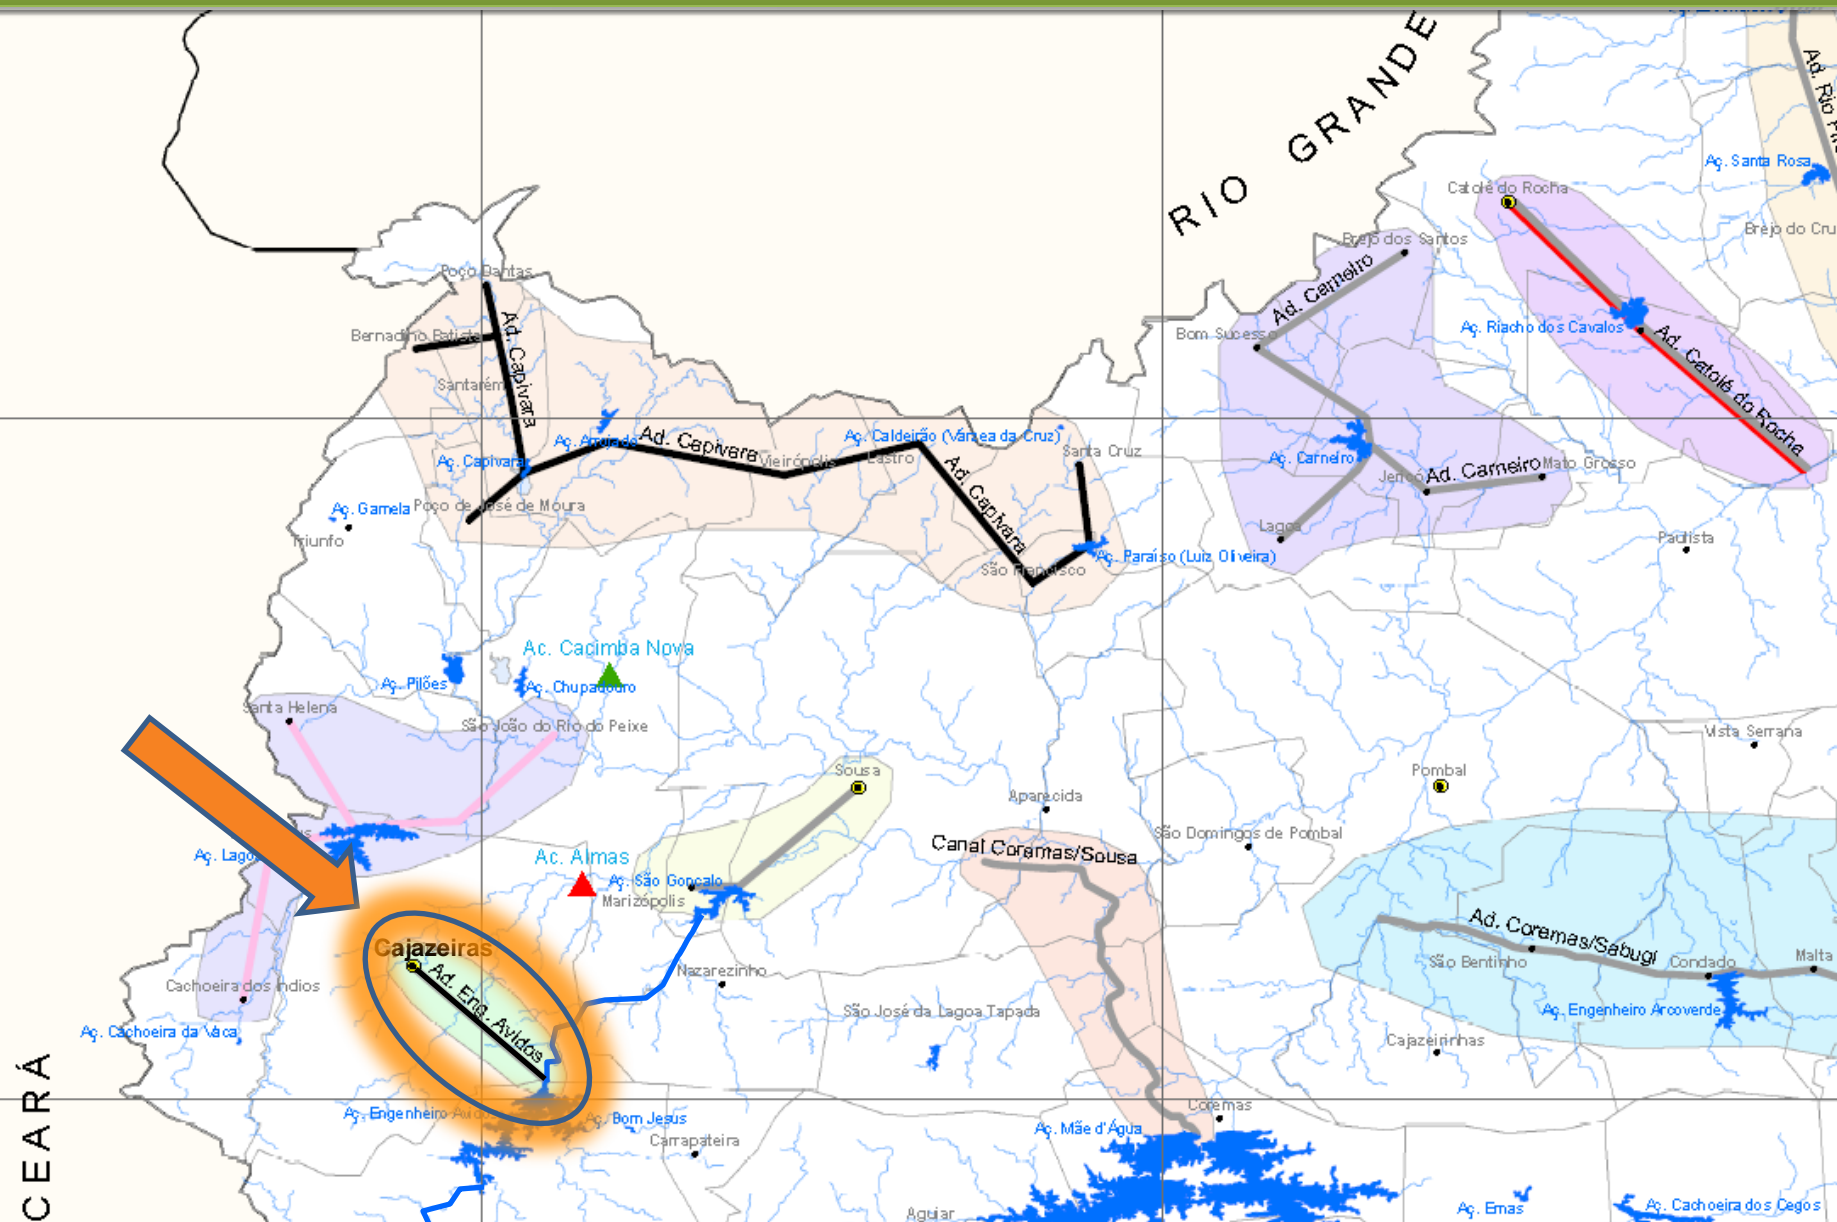 RIO GRANDE
Ad. Rio
Aç. Santa Rosa
Catolé do Rocha
Brejo do Cru
Brejo dos Santos
Ad. Carneiro
Poço Dantas
Bernadino Batista
Ad. Capivara
Bom Sucesso
Aç. Riacho dos Cavalos
Ad. Catolé do Rocha
Santarém
Aç. Arrojado
Ad. Capivara
Aç. Caldeirão (Várzea da Cruz)
Santa Cruz
Aç. Capivara
Vieirópolis
Lastro
Ad. Capivara
Aç. Carneiro
Jericó
Ad. Carneiro
Mato Grosso
Aç. Gamela
Poço de José de Moura
Triunfo
Lagoa
Paulista
São Francisco
Aç. Paraíso (Luiz Oliveira)
Ac. Cacimba Nova
Aç. Pilões
Aç. Chupadouro
Santa Helena
São João do Rio do Peixe
Vista Serrana
Sousa
Pombal
Aparecida
São Domingos de Pombal
Canal Coremas/Sousa
Aç. Lago
Ac. Almas
Aç. São Gonçalo
Marizópolis
Ad. Coremas/Sabugi
Cajazeiras
Ad. Eng. Avidos
Nazarezinho
São Bentinho
Condado
Malta
Cachoeira dos Índios
São José da Lagoa Tapada
Aç. Engenheiro Arcoverde
Aç. Cachoeira da Vaca
Cajazeirinhas
CEARÁ
Aç. Engenheiro Avidos
Aç. Bom Jesus
Coremas
Aç. Mãe d'Água
Carrapateira
Aguiar
Aç. Emas
Aç. Cachoeira dos Cegos